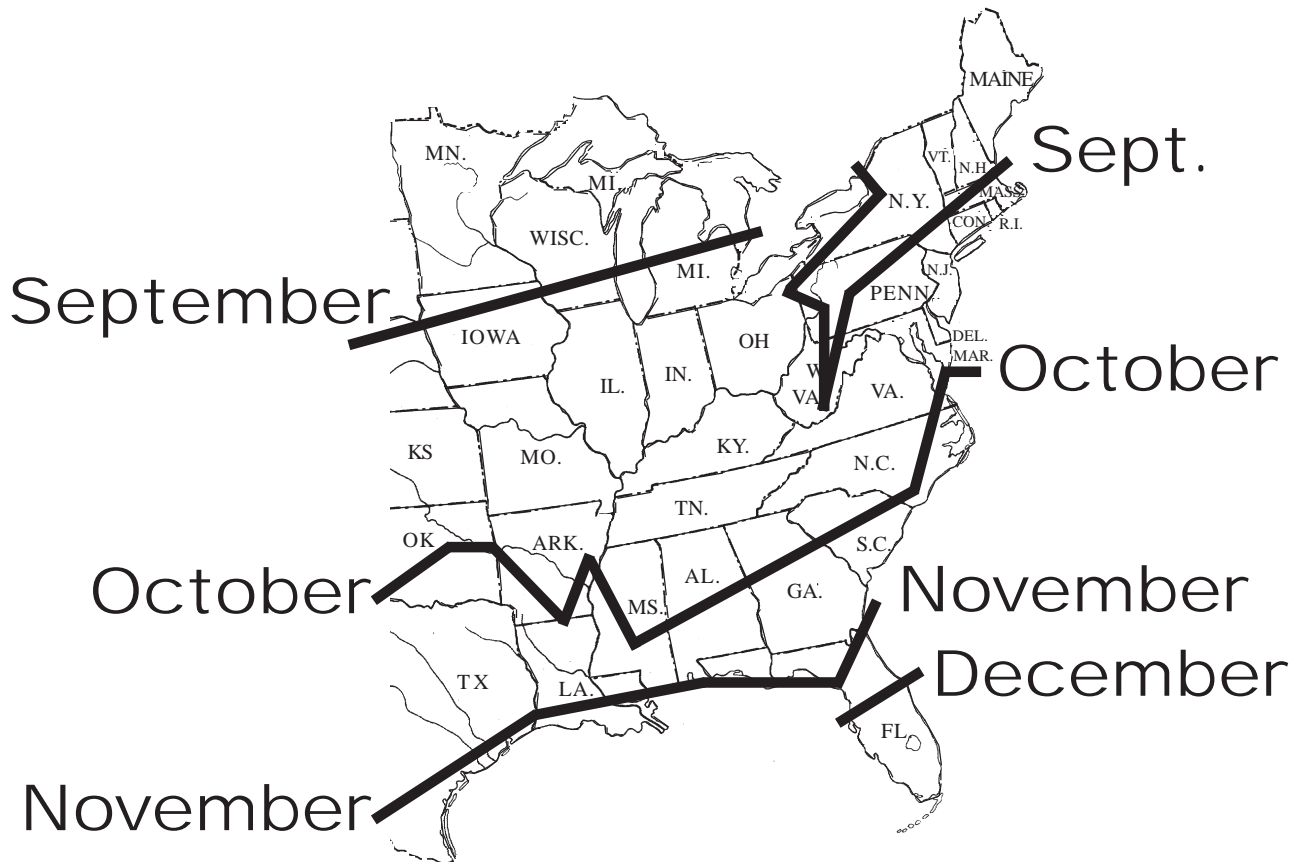 MAINE
Sept.
MN.
VT.
N.H.
MI.
MASS.
N.Y.
WISC.
CON.
R.I.
MI.
N.J.
September
PENN.
IOWA
OH
DEL.
MAR.
October
W
VA.
VA.
IL.
IN.
KS
MO.
KY.
N.C.
TN.
OK
ARK.
S.C.
AL.
GA.
MS.
October
November
December
TX
LA.
FL.
November